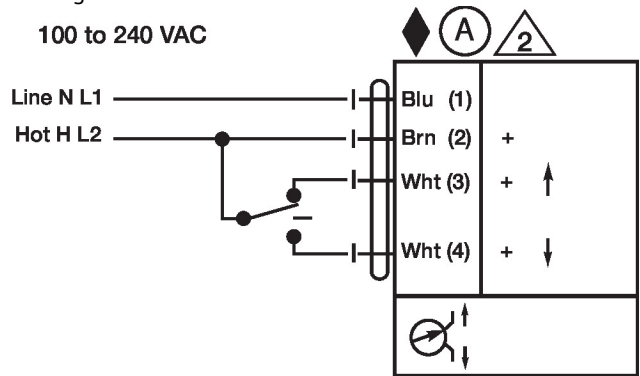 100 to 240 VAC
A
2
Line N L1
Blu (1)
Hot H L2
Brn (2) +
Wht (3) + ↑
Wht (4) + ↓